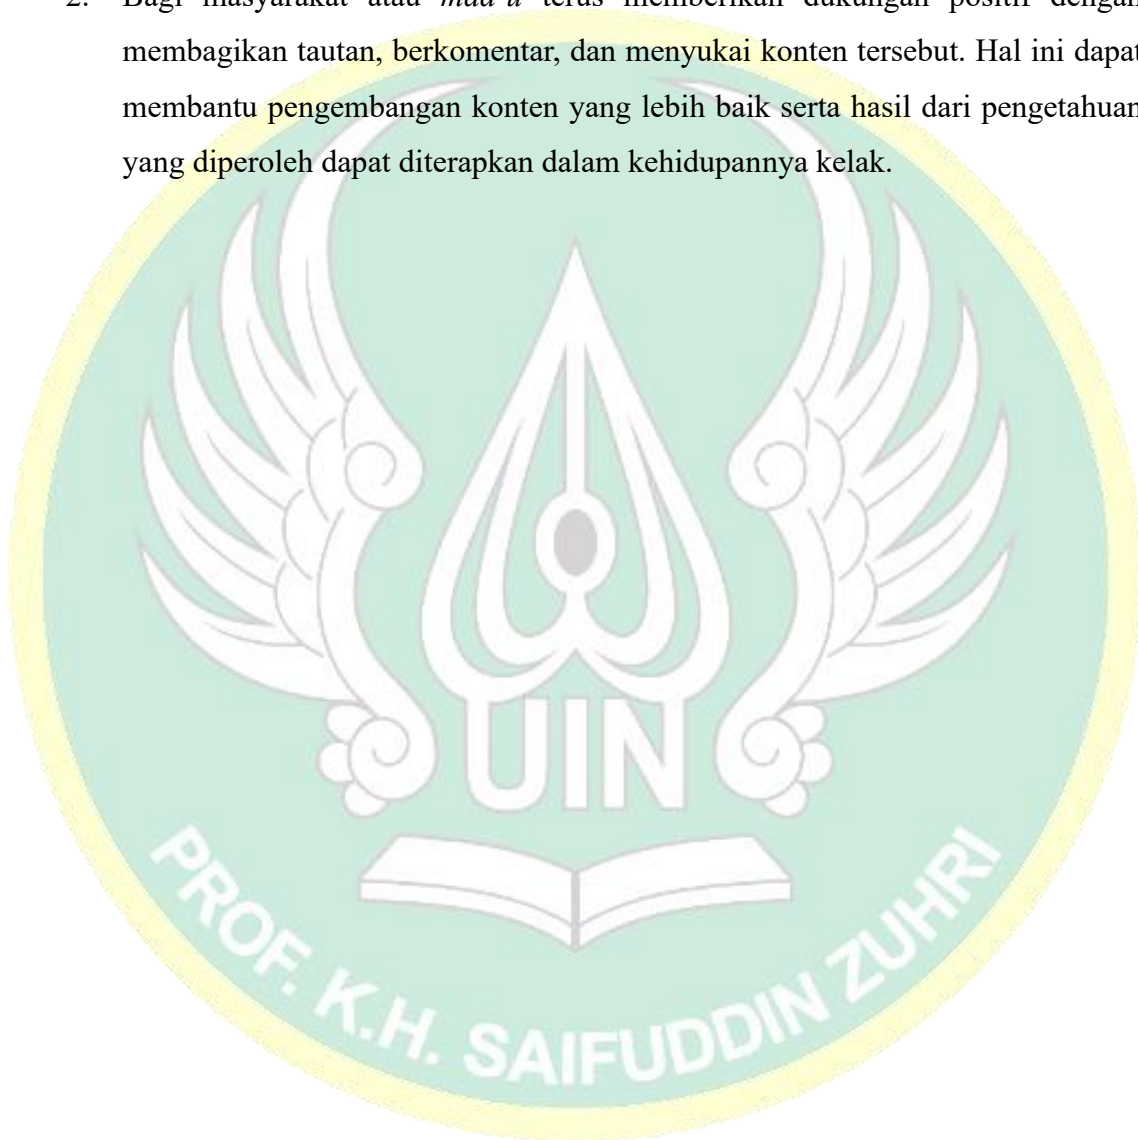 2. Bagi masyarakat atau mad'u terus memberikan dukungan positif dengan
membagikan tautan, berkomentar, dan menyukai konten tersebut. Hal ini dapat
membantu pengembangan konten yang lebih baik serta hasil dari pengetahuan
yang diperoleh dapat diterapkan dalam kehidupannya kelak.
UIN
PROF. K.H. SAIFUDDIN ZUHRI